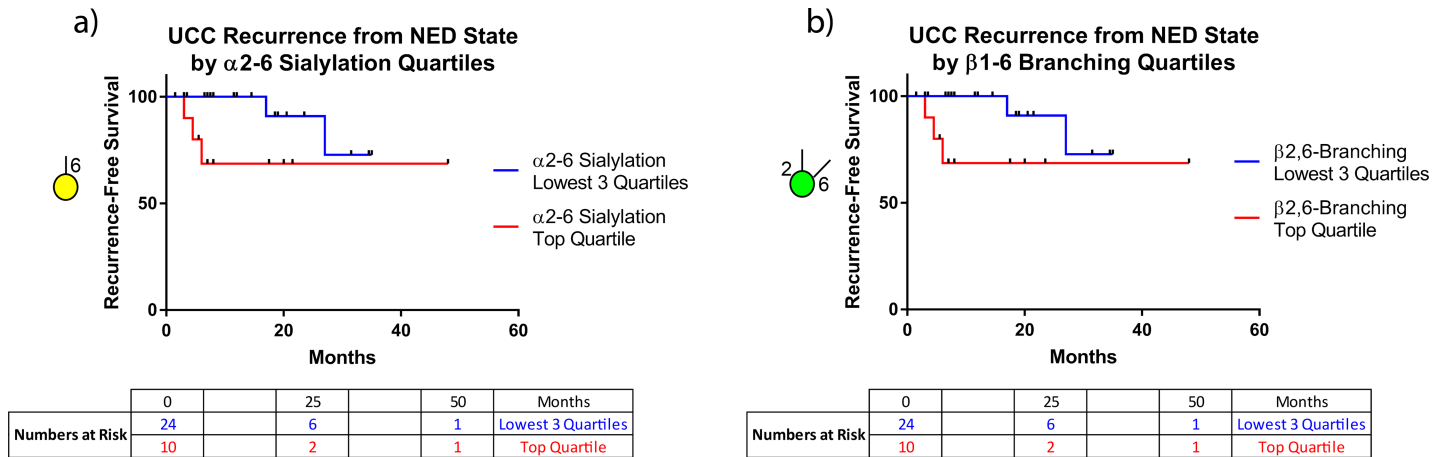 a)
UCC Recurrence from NED State
by α2-6 Sialylation Quartiles
Recurrence-Free Survival
100
50
0
0 20 40 60
Months
6
α2-6 Sialylation
Lowest 3 Quartiles
α2-6 Sialylation
Top Quartile
0 25 50 Months
Numbers at Risk
24 6 1 Lowest 3 Quartiles
10 2 1 Top Quartile
b)
UCC Recurrence from NED State
by β1-6 Branching Quartiles
Recurrence-Free Survival
100
50
0
0 20 40 60
Months
2
6
β2,6-Branching
Lowest 3 Quartiles
β2,6-Branching
Top Quartile
0 25 50 Months
Numbers at Risk
24 6 1 Lowest 3 Quartiles
10 2 1 Top Quartile